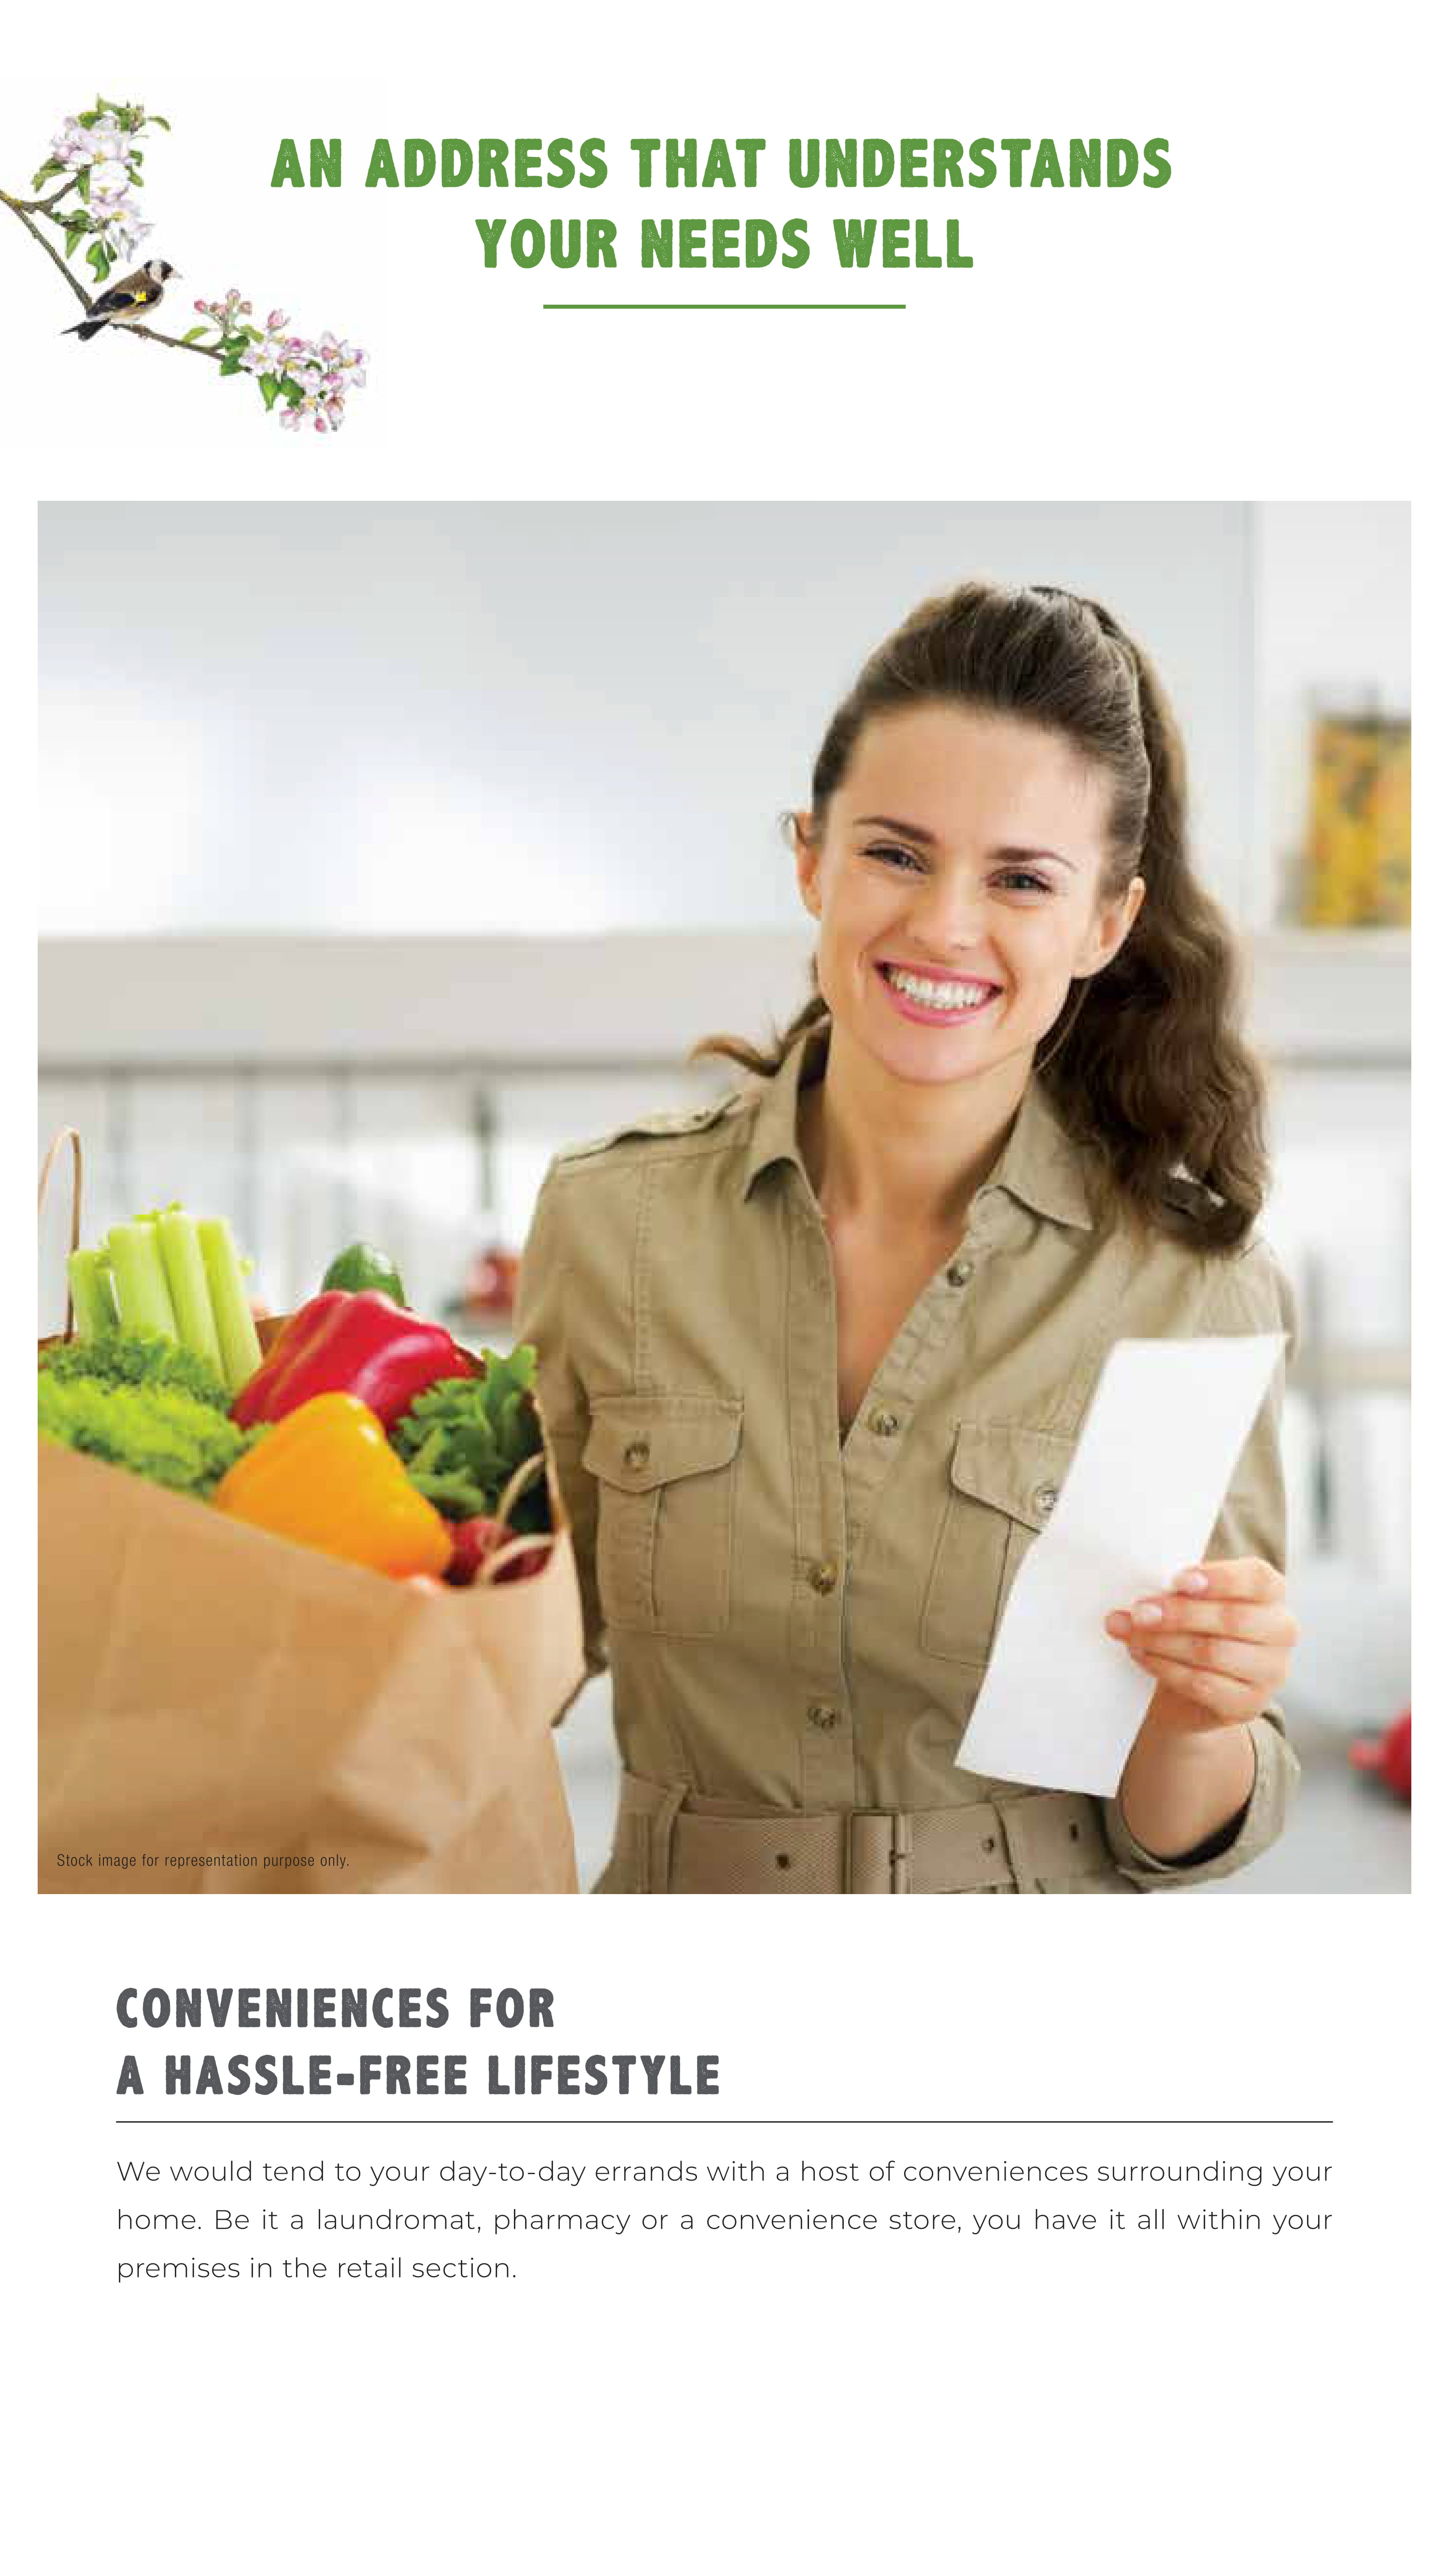 AN ADDRESS THAT UNDERSTANDS
YOUR NEEDS WELL
Stock image for representation purpose only.
CONVENIENCES FOR
A HASSLE-FREE LIFESTYLE
We would tend to your day-to-day errands with a host of conveniences surrounding your
home. Be it a laundromat, pharmacy or a convenience store, you have it all within your
premises in the retail section.